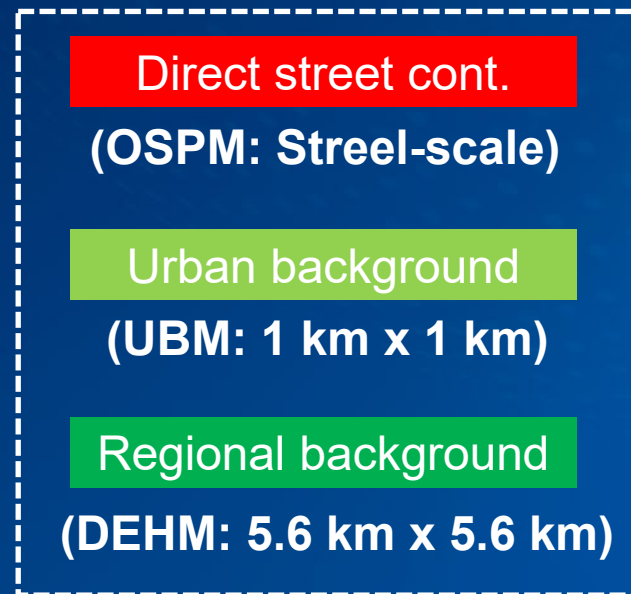 Direct street cont.
(OSPM: Streel-scale)
Urban background
(UBM: 1 km x 1 km)
Regional background
(DEHM: 5.6 km x 5.6 km)